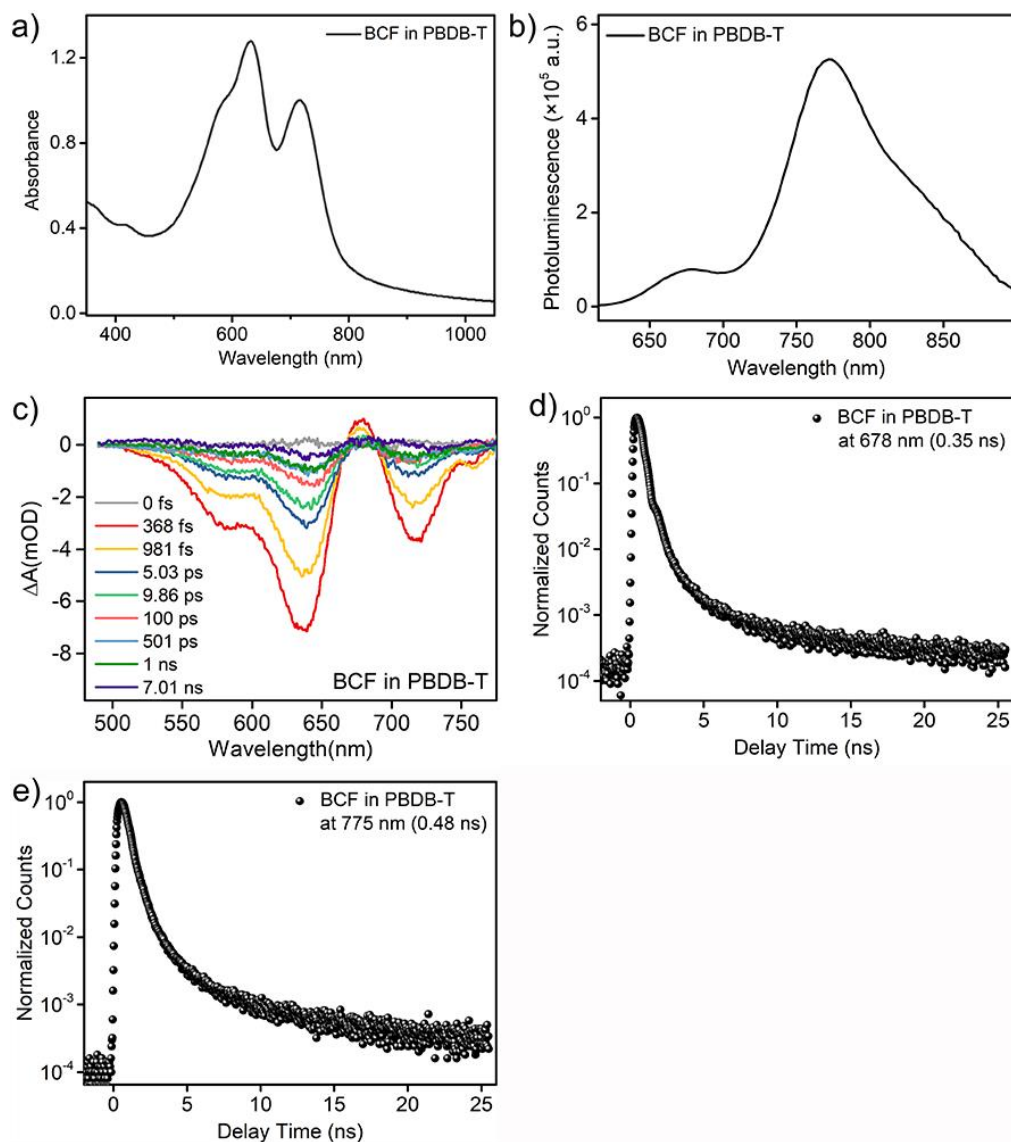 a)
BCF in PBDB-T
Absorbance
1.2
0.8
0.4
0.0
400 600 800 1000
Wavelength (nm)
b)
BCF in PBDB-T
Photoluminescence (×10⁵ a.u.)
6
4
2
0
650 700 750 800 850
Wavelength (nm)
c)
ΔA(mOD)
0
-2
-4
-6
-8
0 fs
368 fs
981 fs
5.03 ps
9.86 ps
100 ps
501 ps
1 ns
7.01 ns
BCF in PBDB-T
500 550 600 650 700 750
Wavelength(nm)
d)
BCF in PBDB-T
at 678 nm (0.35 ns)
Normalized Counts
10⁰
10⁻¹
10⁻²
10⁻³
10⁻⁴
0 5 10 15 20 25
Delay Time (ns)
e)
BCF in PBDB-T
at 775 nm (0.48 ns)
Normalized Counts
10⁰
10⁻¹
10⁻²
10⁻³
10⁻⁴
0 5 10 15 20 25
Delay Time (ns)